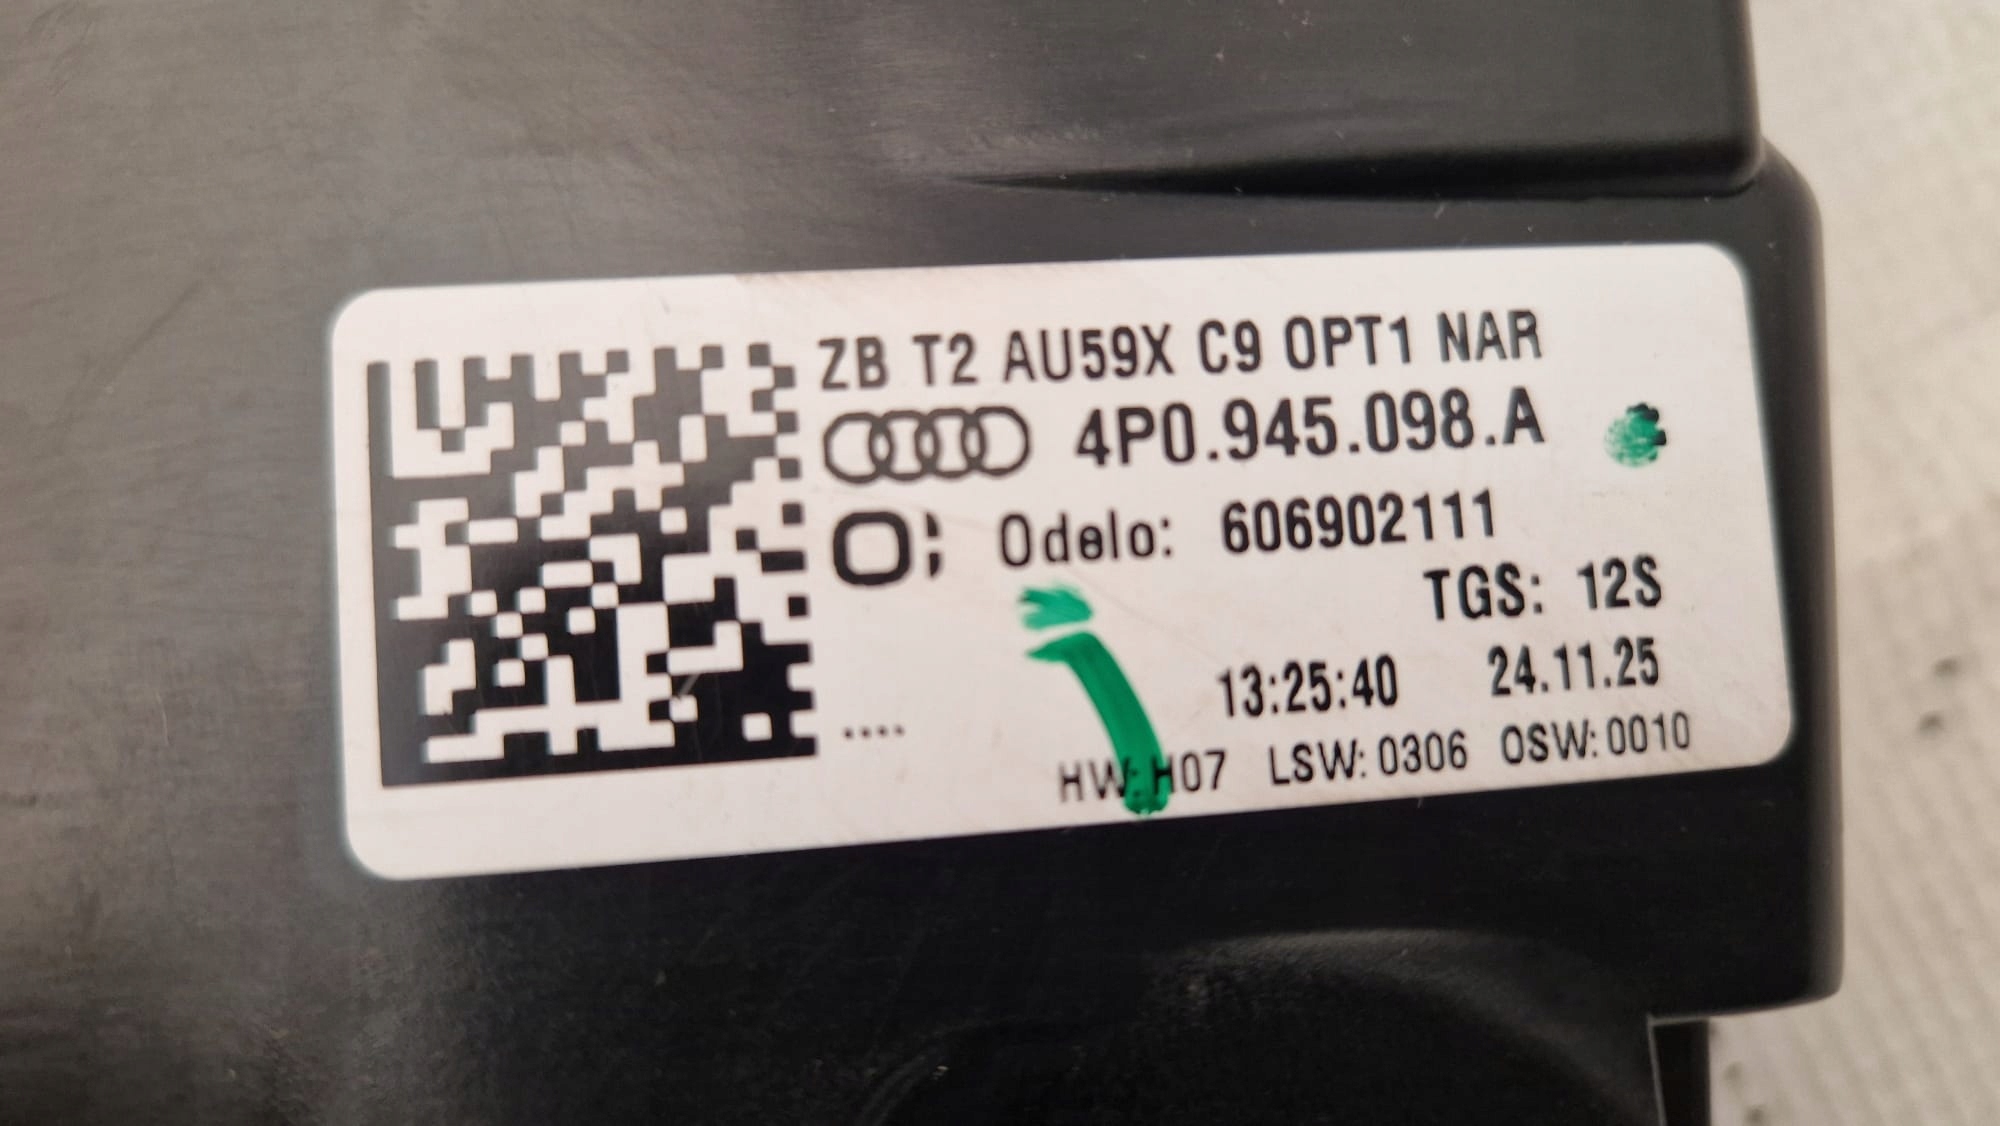 ZB T2 AU59X C9 OPT1 NAR
4P0.945.098.A
Odelo: 606902111
TGS: 12S
13:25:40 24.11.25
HW:H07 LSW:0306 OSW:0010